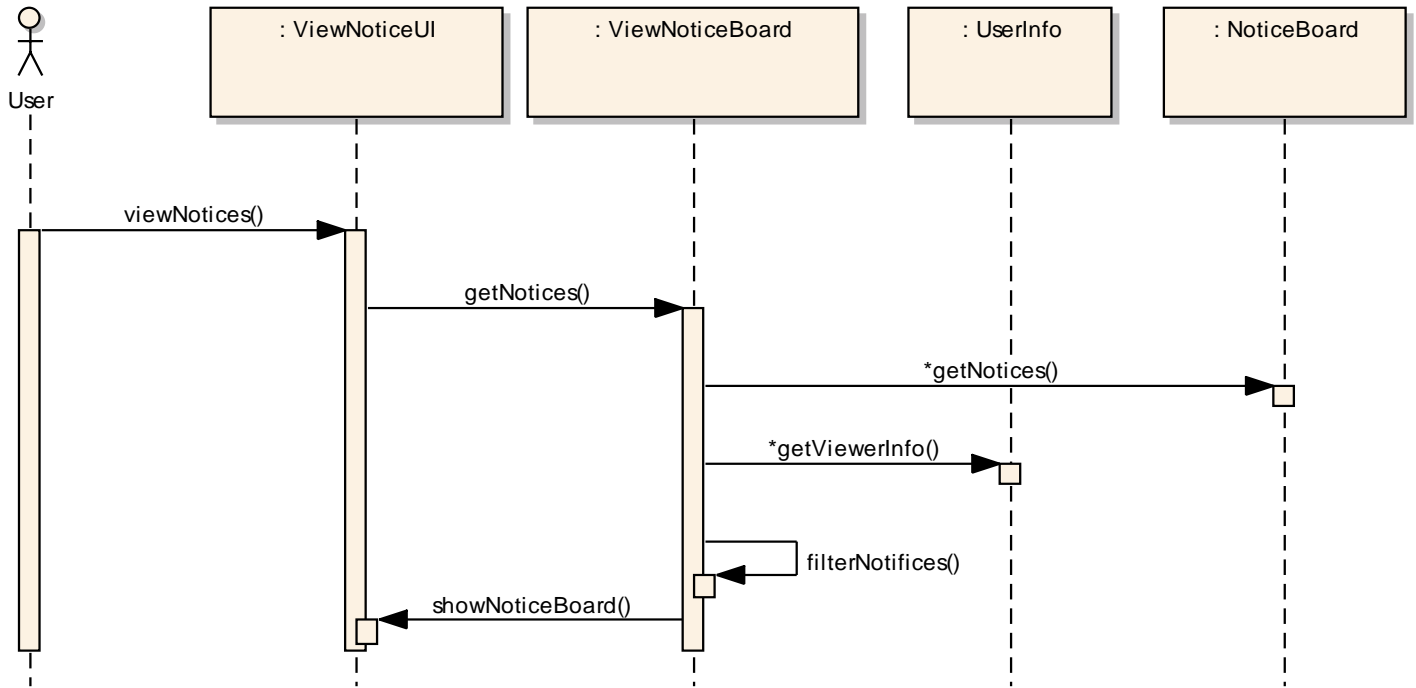 : ViewNoticeUI
: ViewNoticeBoard
: UserInfo
: NoticeBoard
User
viewNotices()
getNotices()
*getNotices()
*getViewerInfo()
filterNotifices()
showNoticeBoard()